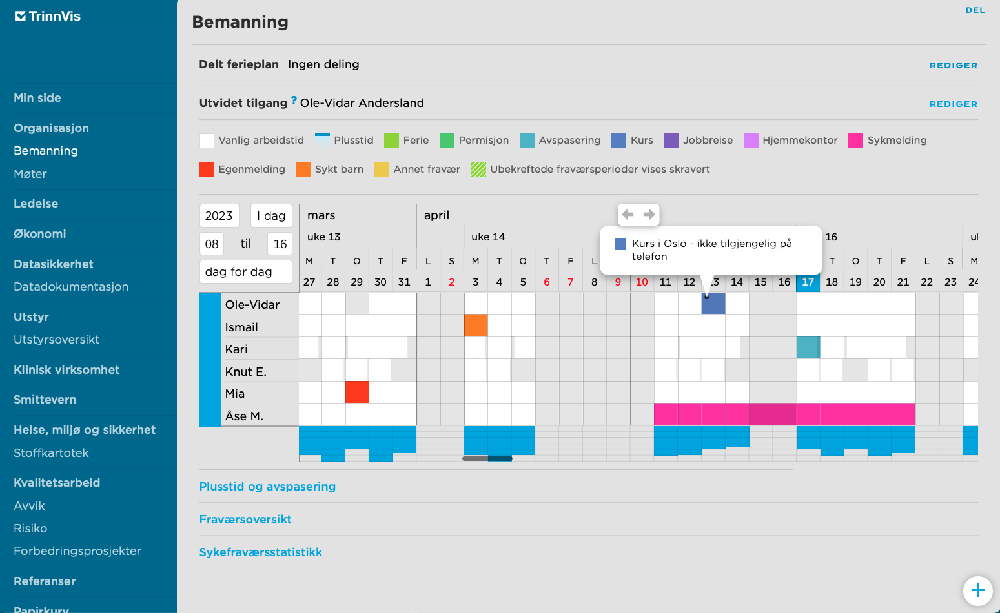 TrinnVis
Min side
Organisasjon
Bemanning
Møter
Ledelse
Økonomi
Datasikkerhet
Datadokumentasjon
Utstyr
Utstyrsoversikt
Klinisk virksomhet
Smittevern
Helse, miljø og sikkerhet
Stoffkartotek
Kvalitetsarbeid
Avvik
Risiko
Forbedringsprosjekter
Referanser
Papirkurv
Bemanning
DEL
Delt ferieplan Ingen deling REDIGER
Utvidet tilgang ? Ole-Vidar Andersland REDIGER
Vanlig arbeidstid Plusstid Ferie Permisjon Avspasering Kurs Jobbreise Hjemmekontor Sykmelding
Egenmelding Sykt barn Annet fravær Ubekreftede fraværsperioder vises skravert
2023 I dag mars april
uke 13 uke 14 16
08 til 16
Kurs i Oslo - ikke tilgjengelig på
telefon
M T O T F L S M T O T F L T O T F L S M
dag for dag
27 28 29 30 31 1 2 3 4 5 6 7 8 9 10 11 12 13 14 15 16 17 18 19 20 21 22 23 24
Ole-Vidar
Ismail
Kari
Knut E.
Mia
Åse M.
Plusstid og avspasering
Fraværsoversikt
Sykefraværsstatistikk